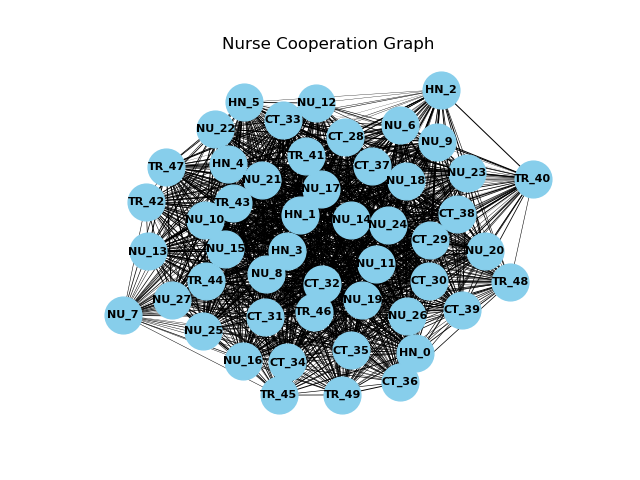 Nurse Cooperation Graph
HN_2
HN_5
NU_12
CT_33
NU_6
NU_22
CT_28
NU_9
TR_41
HN_4
TR_47
CT_37
NU_23
TR_40
NU_21
NU_18
NU_17
TR_42
TR_43
NU_10
HN_1
NU_14
CT_38
NU_24
CT_29
NU_13
NU_15
HN_3
NU_20
NU_11
NU_8
TR_44
CT_32
CT_30
TR_48
NU_27
NU_19
CT_39
NU_7
TR_46
CT_31
NU_26
NU_25
CT_35
HN_0
NU_16
CT_34
CT_36
TR_45
TR_49